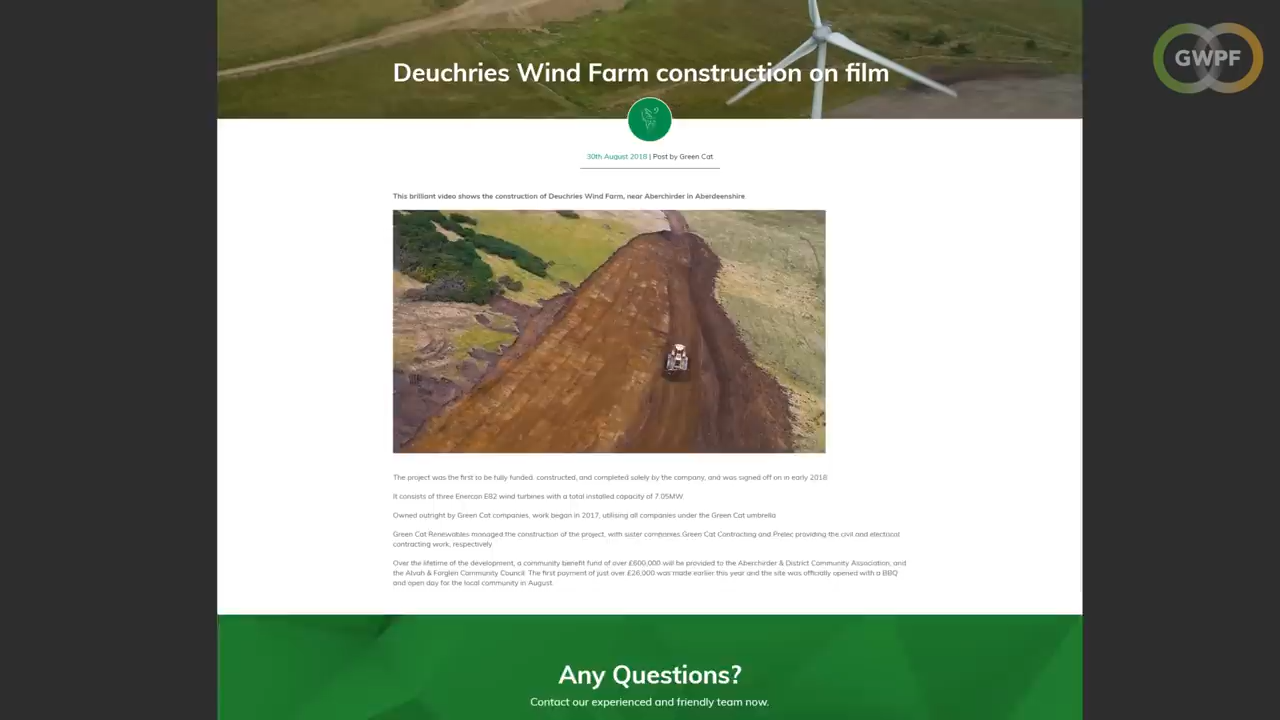 GWPF
Deuchries Wind Farm construction on film
30th August 2018 | Post by Green Cat
This brilliant video shows the construction of Deuchries Wind Farm, near Aberchirder in Aberdeenshire
The project was the first to be fully funded, constructed, and completed solely by the company, and was signed off on in early 2018
It consists of three Enercon E82 wind turbines with a total installed capacity of 7.05MW
Owned outright by Green Cat companies, work began in 2017, utilising all companies under the Green Cat umbrella
Green Cat Renewables managed the construction of the project, with sister companies Green Cat Contracting and Prelec providing the civil and electrical
contracting work, respectively
Over the lifetime of the development, a community benefit fund of over £600,000 will be provided to the Aberchirder & District Community Association, and
the Alvah & Forglen Community Council. The first payment of just over £26,000 was made earlier this year and the site was officially opened with a BBQ
and open day for the local community in August.
Any Questions?
Contact our experienced and friendly team now.